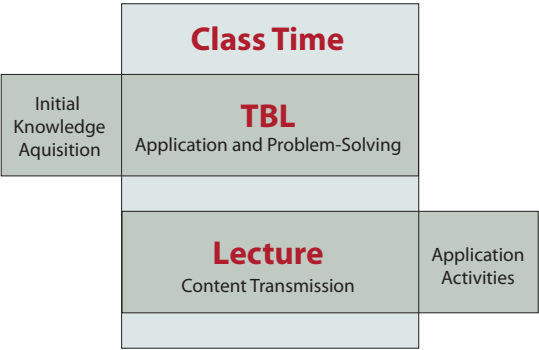 Class Time
Initial
Knowledge
Aquisition
TBL
Application and Problem-Solving
Lecture
Content Transmission
Application
Activities